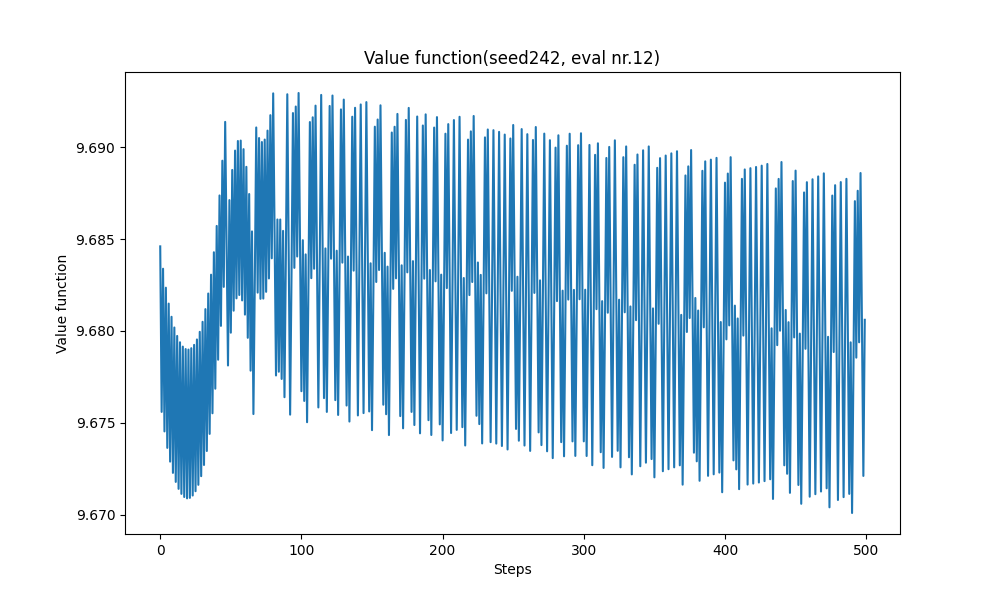 Value function(seed242, eval nr.12)
Value function
9.690
9.685
9.680
9.675
9.670
0 100 200 300 400 500
Steps